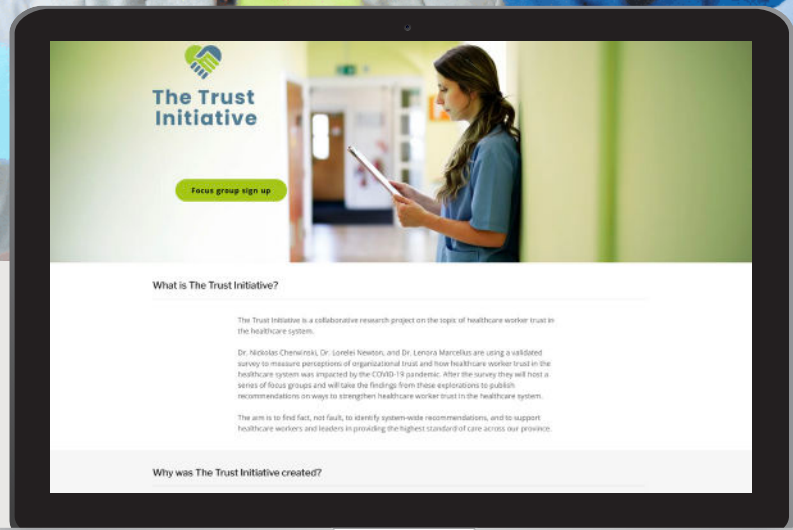 The Trust
Initiative
Focus group sign up
What is The Trust Initiative?
The Trust Initiative is a collaborative research project on the topic of healthcare worker trust in
the healthcare system.
Dr. Nickolas Cherwinski, Dr. Lorelei Newton, and Dr. Lenora Marcellus are using a validated
survey to measure perceptions of organizational trust and how healthcare worker trust in the
healthcare system was impacted by the COVID-19 pandemic. After the survey they will host a
series of focus groups and will take the findings from these explorations to publish
recommendations on ways to strengthen healthcare worker trust in the healthcare system.
The aim is to find fact, not fault, to identify system-wide recommendations, and to support
healthcare workers and leaders in providing the highest standard of care across our province.
Why was The Trust Initiative created?